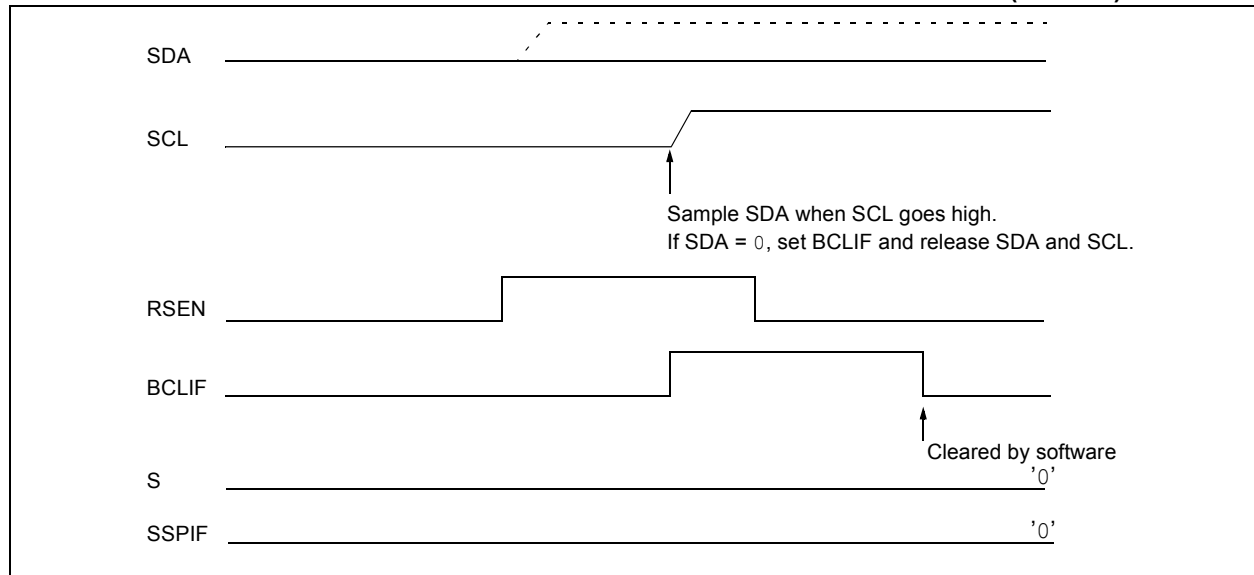 SDA
SCL
Sample SDA when SCL goes high.
If SDA = 0, set BCLIF and release SDA and SCL.
RSEN
BCLIF
Cleared by software
S
'0'
SSPIF
'0'